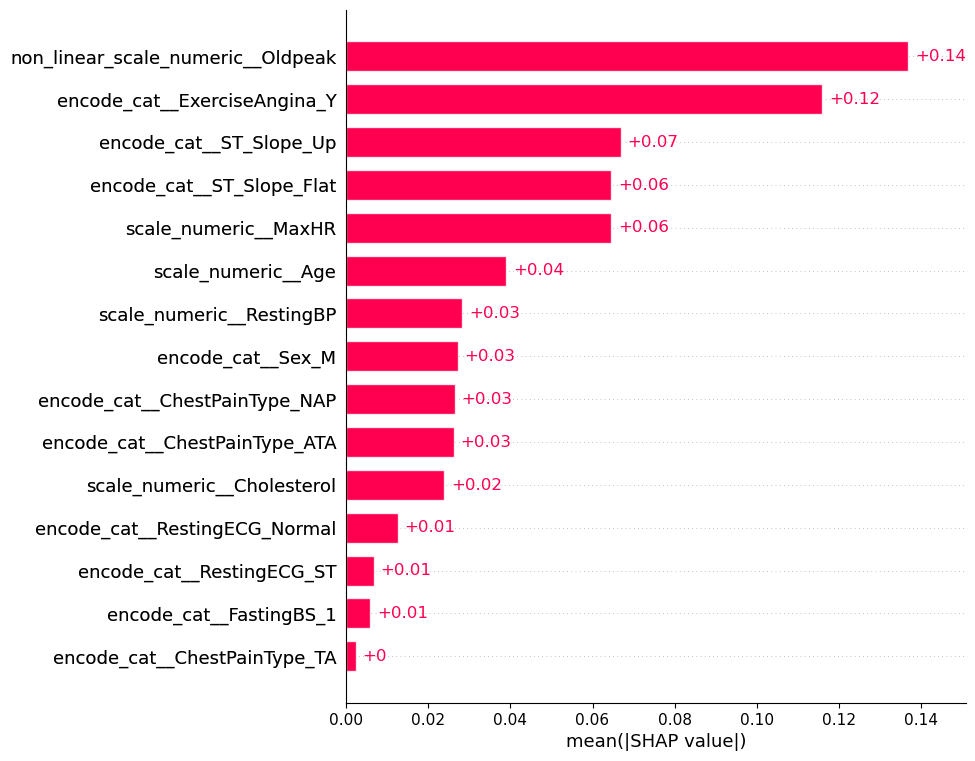 non_linear_scale_numeric__Oldpeak +0.14
encode_cat__ExerciseAngina_Y +0.12
encode_cat__ST_Slope_Up +0.07
encode_cat__ST_Slope_Flat +0.06
scale_numeric__MaxHR +0.06
scale_numeric__Age +0.04
scale_numeric__RestingBP +0.03
encode_cat__Sex_M +0.03
encode_cat__ChestPainType_NAP +0.03
encode_cat__ChestPainType_ATA +0.03
scale_numeric__Cholesterol +0.02
encode_cat__RestingECG_Normal +0.01
encode_cat__RestingECG_ST +0.01
encode_cat__FastingBS_1 +0.01
encode_cat__ChestPainType_TA +0
0.00 0.02 0.04 0.06 0.08 0.10 0.12 0.14
mean(|SHAP value|)